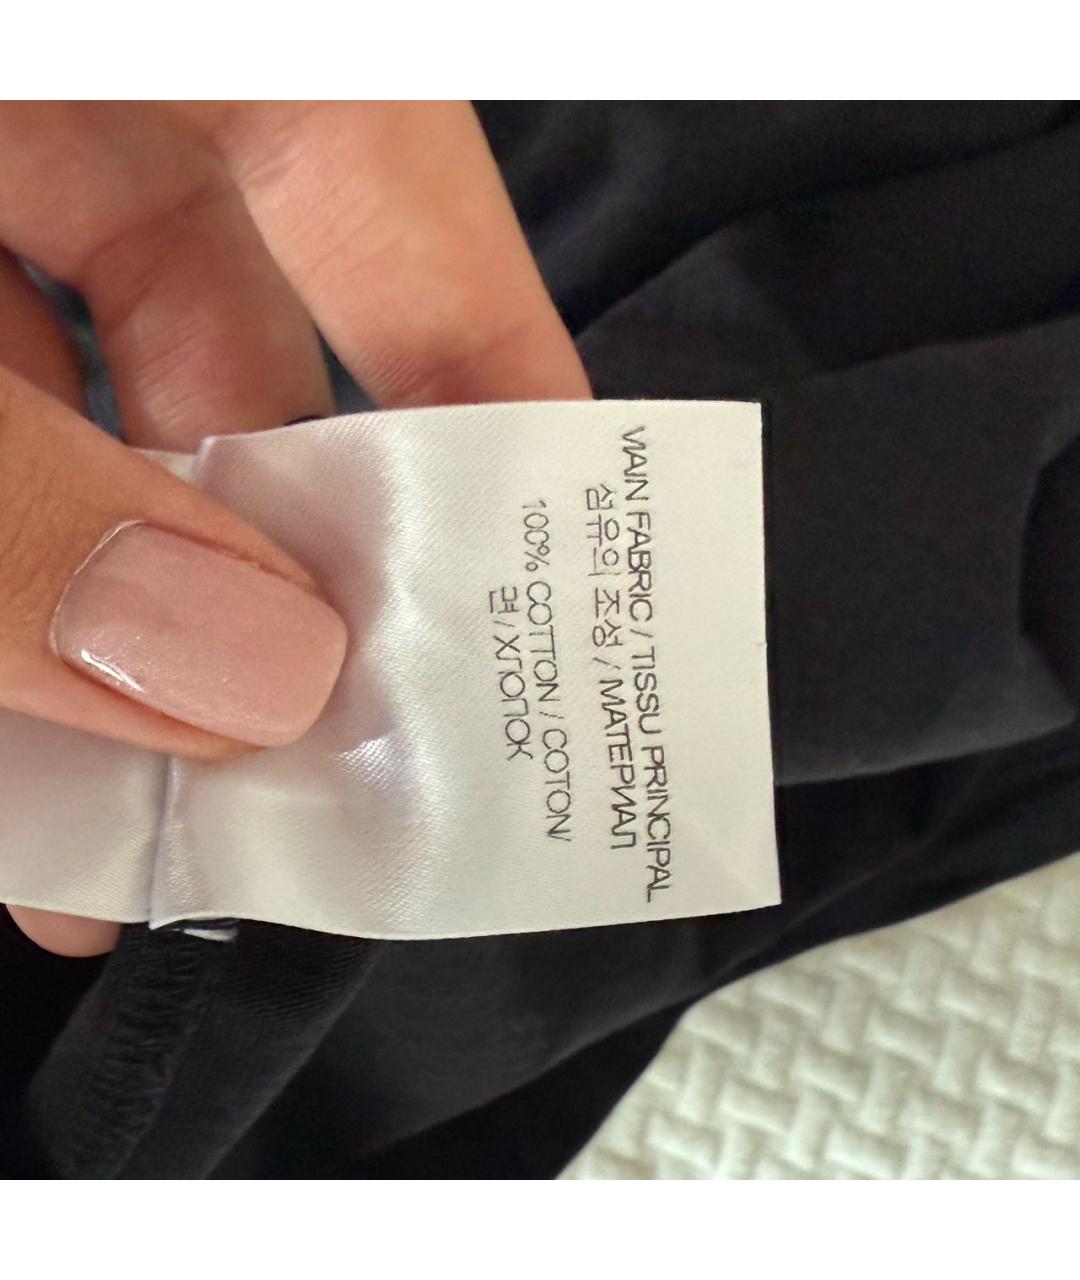 MAIN FABRIC / TISSU PRINCIPAL
섬유의 조성 / МАТЕРИАЛ
100% COTTON / COTON/
면 / ХЛОПОК